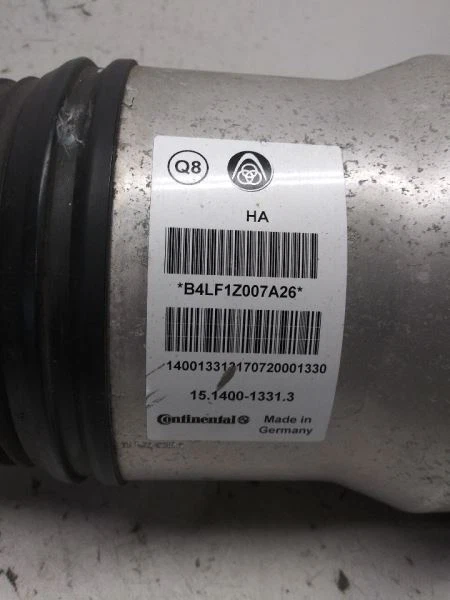 Q8
HA
*B4LF1Z007A26*
140013313170720001330
15.1400-1331.3
Continental Made in
Germany